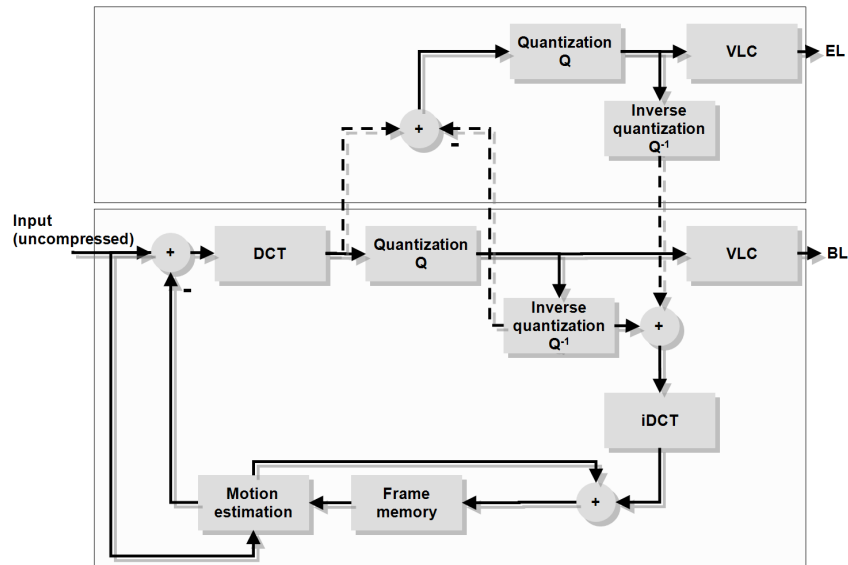 Quantization
Q
VLC
EL
+
-
Inverse
quantization
Q-1
Input
(uncompressed)
+
-
DCT
Quantization
Q
VLC
BL
Inverse
quantization
Q-1
+
iDCT
Motion
estimation
Frame
memory
+